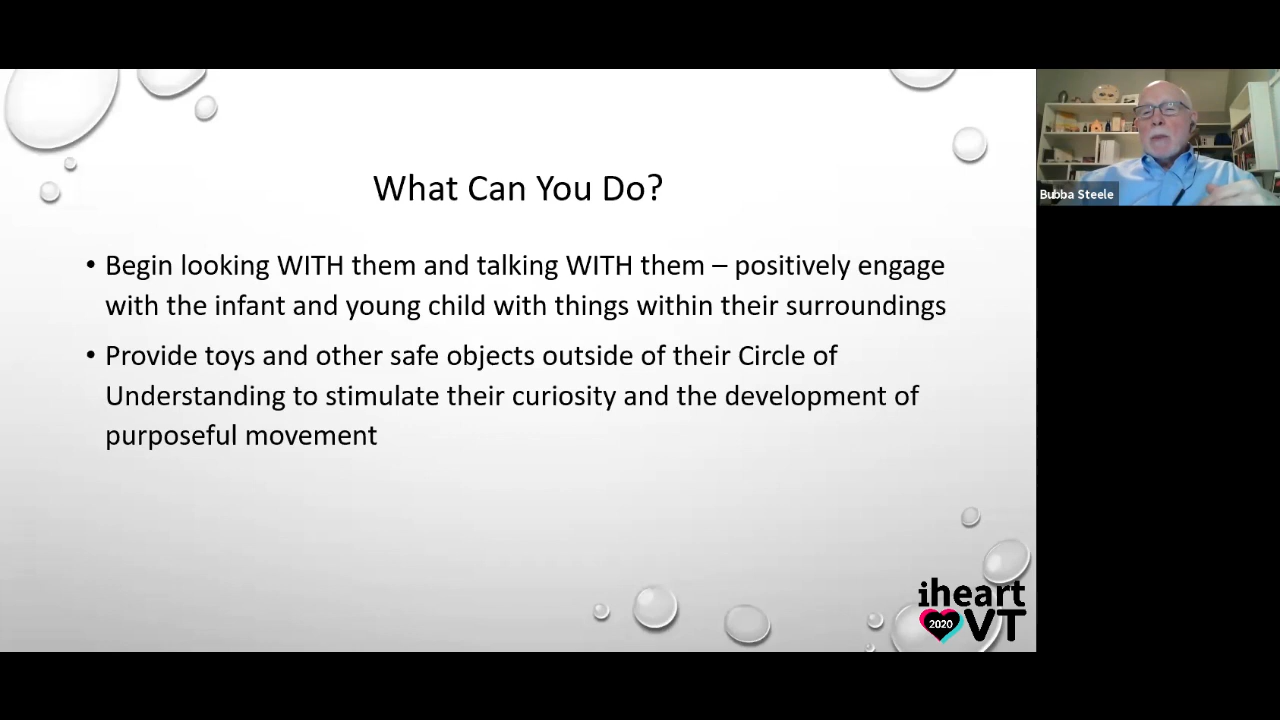 What Can You Do?
• Begin looking WITH them and talking WITH them – positively engage
with the infant and young child with things within their surroundings
• Provide toys and other safe objects outside of their Circle of
Understanding to stimulate their curiosity and the development of
purposeful movement
Bubba Steele
iheart
2020 VT